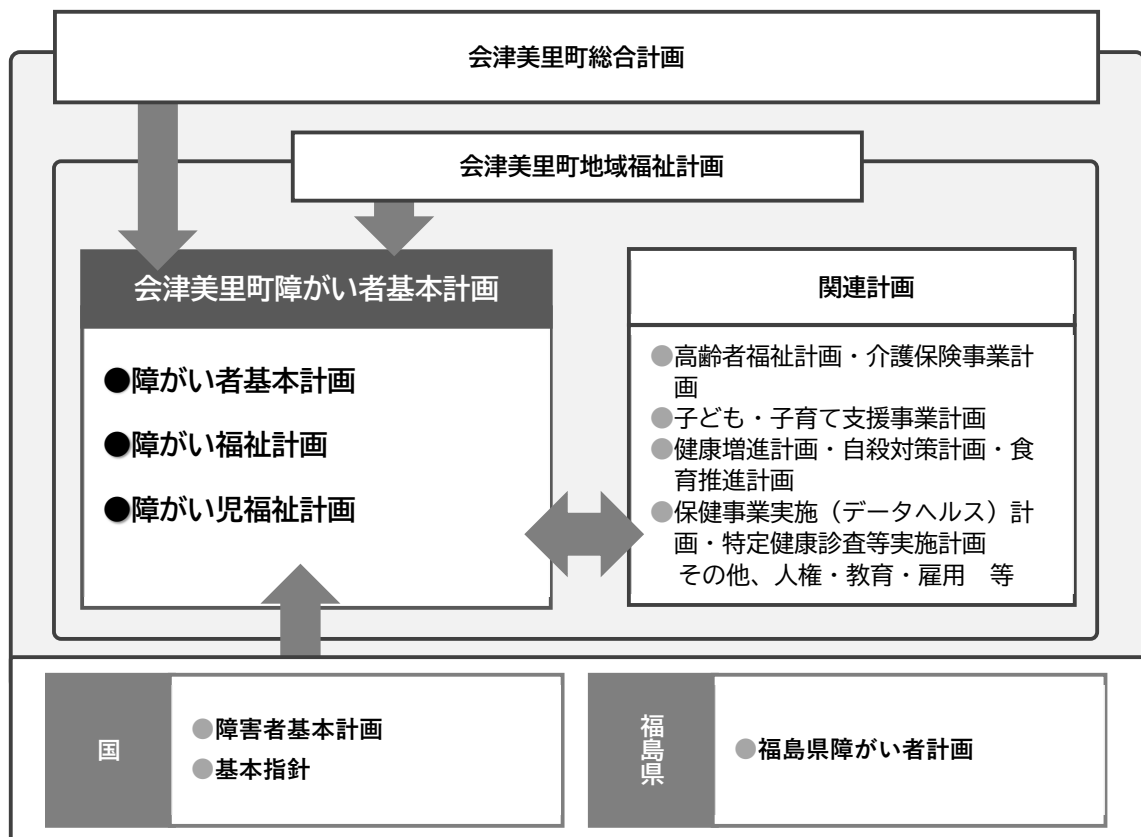 会津美里町総合計画
会津美里町地域福祉計画
会津美里町障がい者基本計画
●障がい者基本計画
●障がい福祉計画
●障がい児福祉計画
関連計画
●高齢者福祉計画・介護保険事業計
画
●子ども・子育て支援事業計画
●健康増進計画・自殺対策計画・食
育推進計画
●保健事業実施（データヘルス）計
画・特定健康診査等実施計画
その他、人権・教育・雇用　等
国
●障害者基本計画
●基本指針
福島県
●福島県障がい者計画